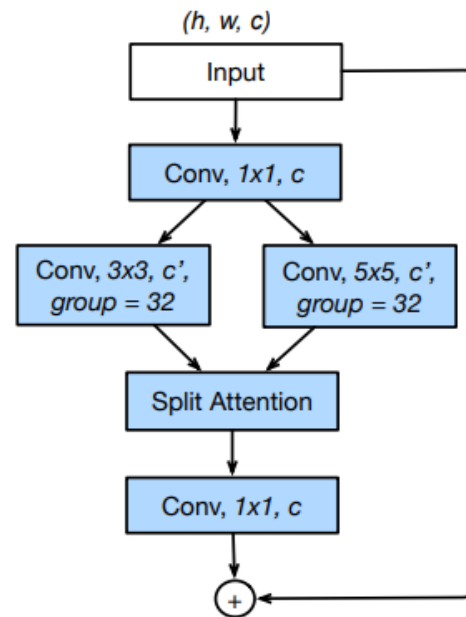 (h, w, c)
Input
Conv, 1x1, c
Conv, 3x3, c’,
group = 32
Conv, 5x5, c’,
group = 32
Split Attention
Conv, 1x1, c
+